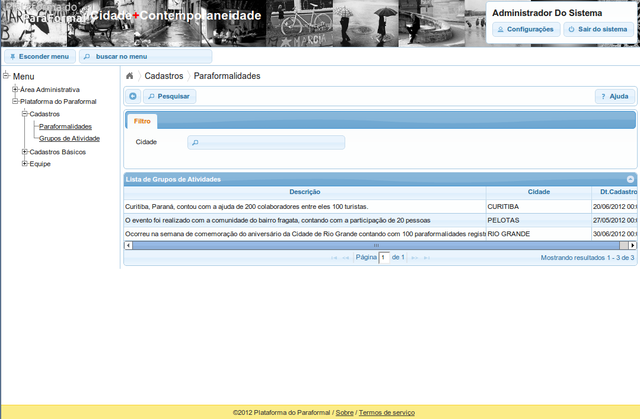 Plataforma do
ParaFormal
Cidade+Contemporaneidade
MARCIA
Administrador Do Sistema
Configurações
Sair do sistema
Esconder menu
buscar no menu
Menu
Área Administrativa
Plataforma do Paraformal
Cadastros
Paraformalidades
Grupos de Atividade
Cadastros Básicos
Equipe
Cadastros
Paraformalidades
Pesquisar
Ajuda
Filtro
Cidade
Lista de Grupos de Atividades
Descrição Cidade Dt.Cadastro
Curitiba, Paraná, contou com a ajuda de 200 colaboradores entre eles 100 turistas. CURITIBA 20/06/2012 00:
O evento foi realizado com a comunidade do bairro fragata, contando com a participação de 20 pessoas PELOTAS 27/05/2012 00:
Ocorreu na semana de comemoração do aniversário da Cidade de Rio Grande contando com 100 paraformalidades regist RIO GRANDE 30/06/2012 00:
Página 1 de 1
Mostrando resultados 1 - 3 de 3
©2012 Plataforma do Paraformal / Sobre / Termos de serviço